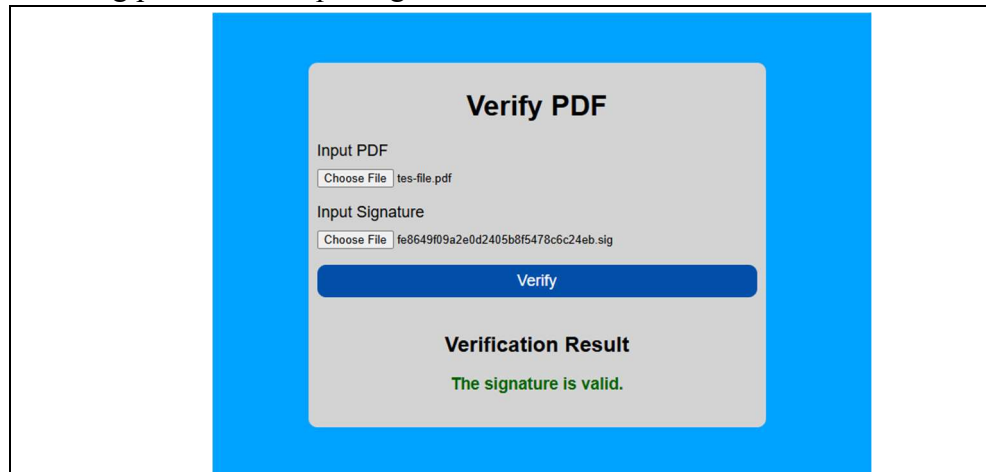 Verify PDF
Input PDF
Choose File tes-file.pdf
Input Signature
Choose File fe8649f09a2e0d2405b8f5478c6c24eb.sig
Verify
Verification Result
The signature is valid.